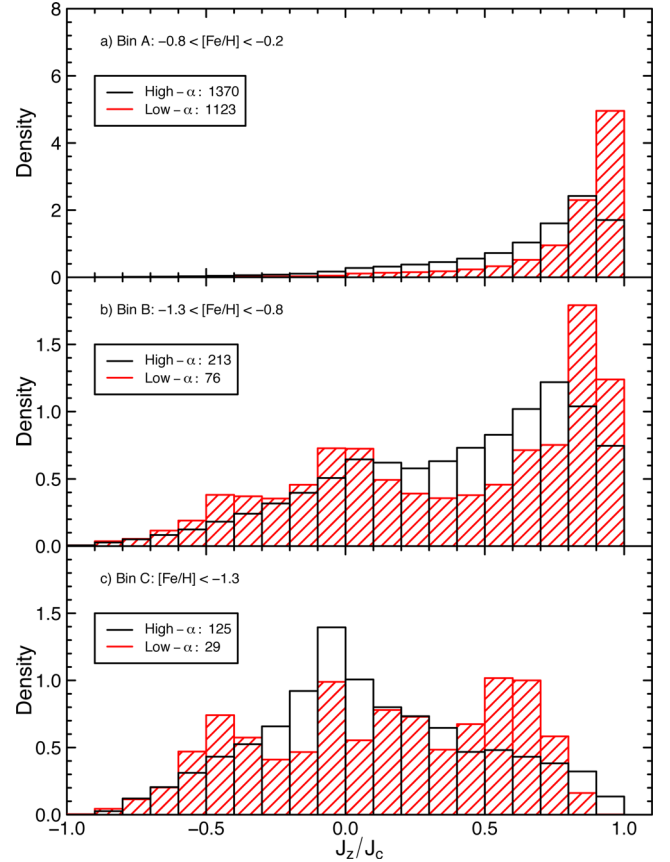 a) Bin A: −0.8 < [Fe/H] < −0.2
High − α: 1370
Low − α: 1123
Density
8
6
4
2
0
b) Bin B: −1.3 < [Fe/H] < −0.8
High − α: 213
Low − α: 76
Density
1.5
1.0
0.5
0.0
c) Bin C: [Fe/H] < −1.3
High − α: 125
Low − α: 29
Density
1.5
1.0
0.5
0.0
−1.0 −0.5 0.0 0.5 1.0
J_z/J_c